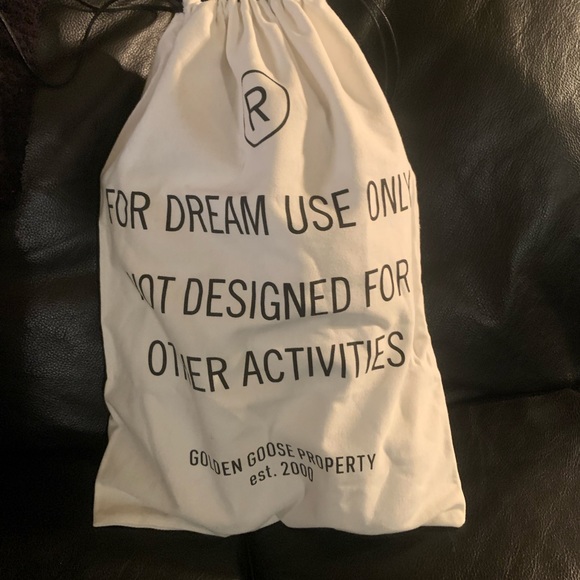 R
FOR DREAM USE ONLY
NOT DESIGNED FOR
OTHER ACTIVITIES
GOLDEN GOOSE PROPERTY
est. 2000